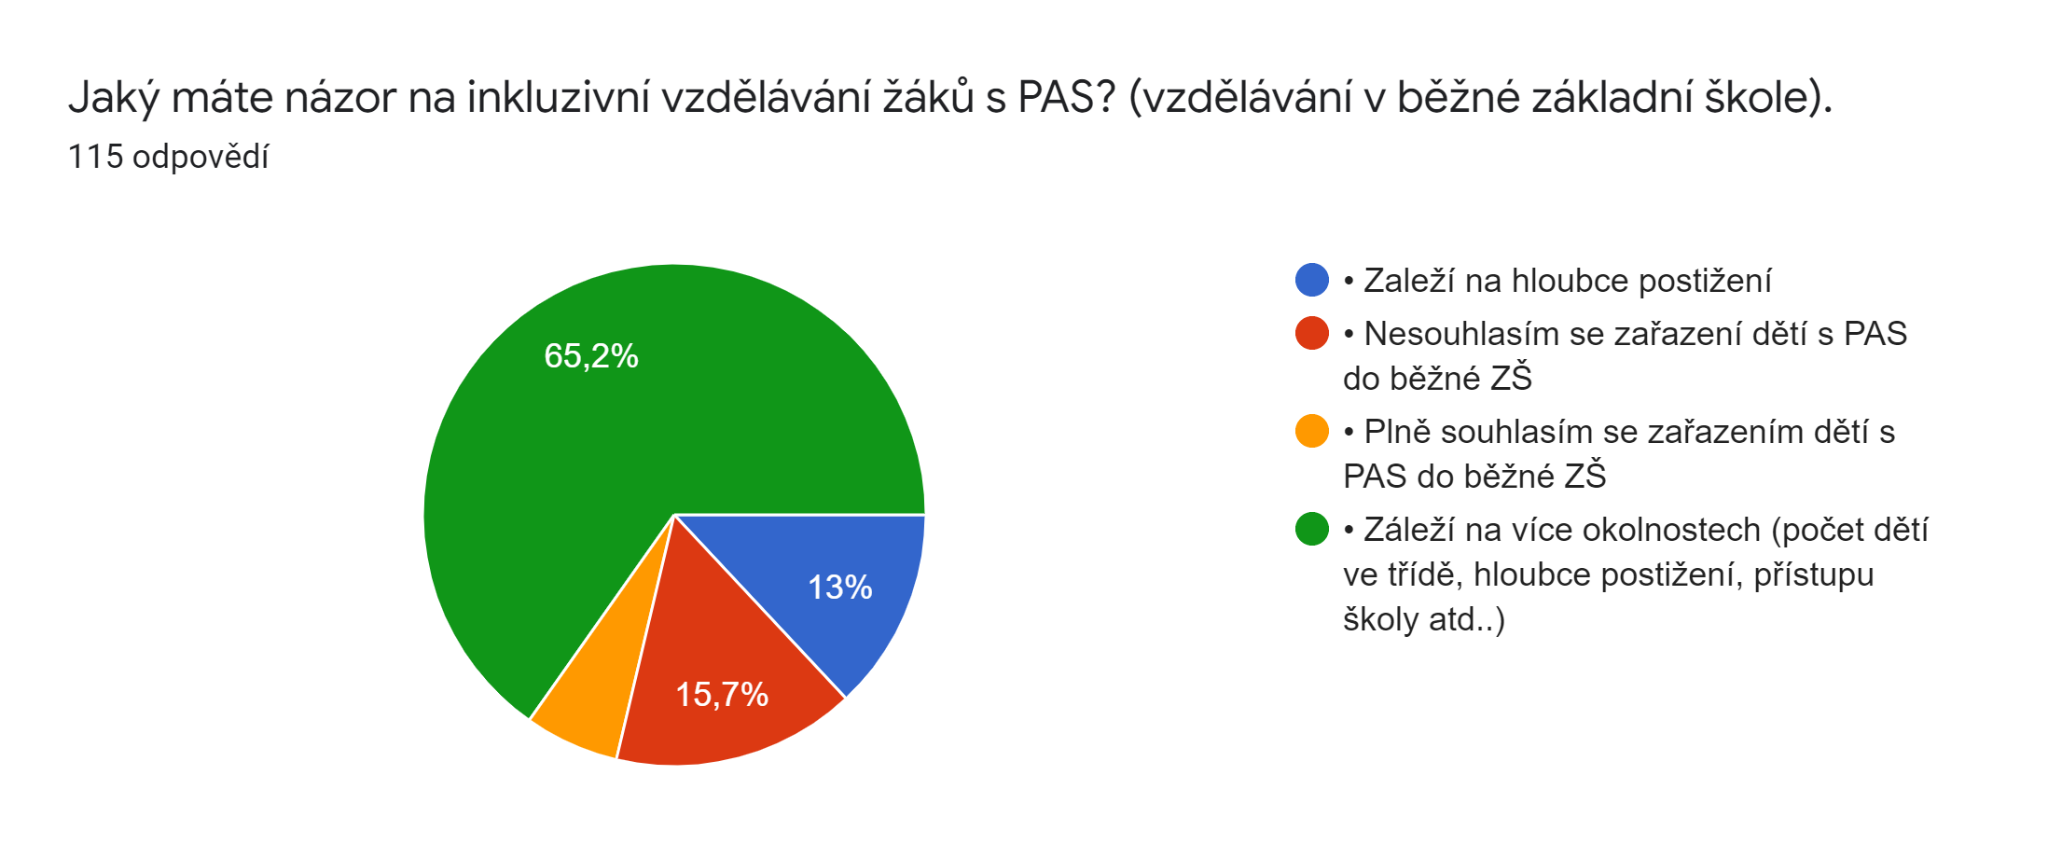 Jaký máte názor na inkluzivní vzdělávání žáků s PAS? (vzdělávání v běžné základní škole).
115 odpovědí
65,2%
13%
15,7%
• Zaleží na hloubce postižení
• Nesouhlasím se zařazení dětí s PAS
do běžné ZŠ
• Plně souhlasím se zařazením dětí s
PAS do běžné ZŠ
• Záleží na více okolnostech (počet dětí
ve třídě, hloubce postižení, přístupu
školy atd..)